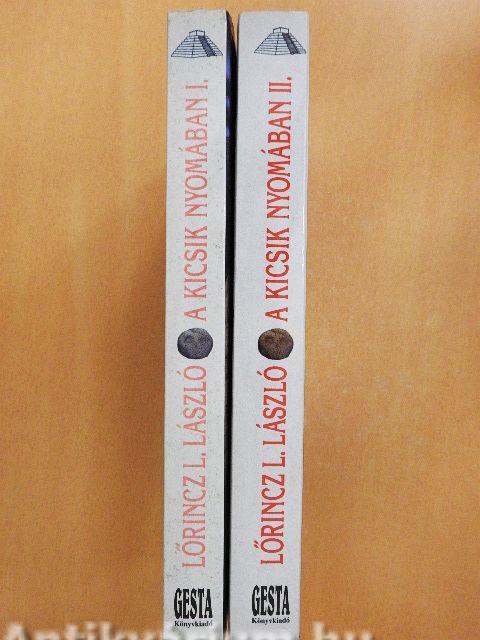 LŐRINCZ L. LÁSZLÓ A KICSIK NYOMÁBAN I.
GESTA
Könyvkiadó
LŐRINCZ L. LÁSZLÓ A KICSIK NYOMÁBAN II.
GESTA
Könyvkiadó